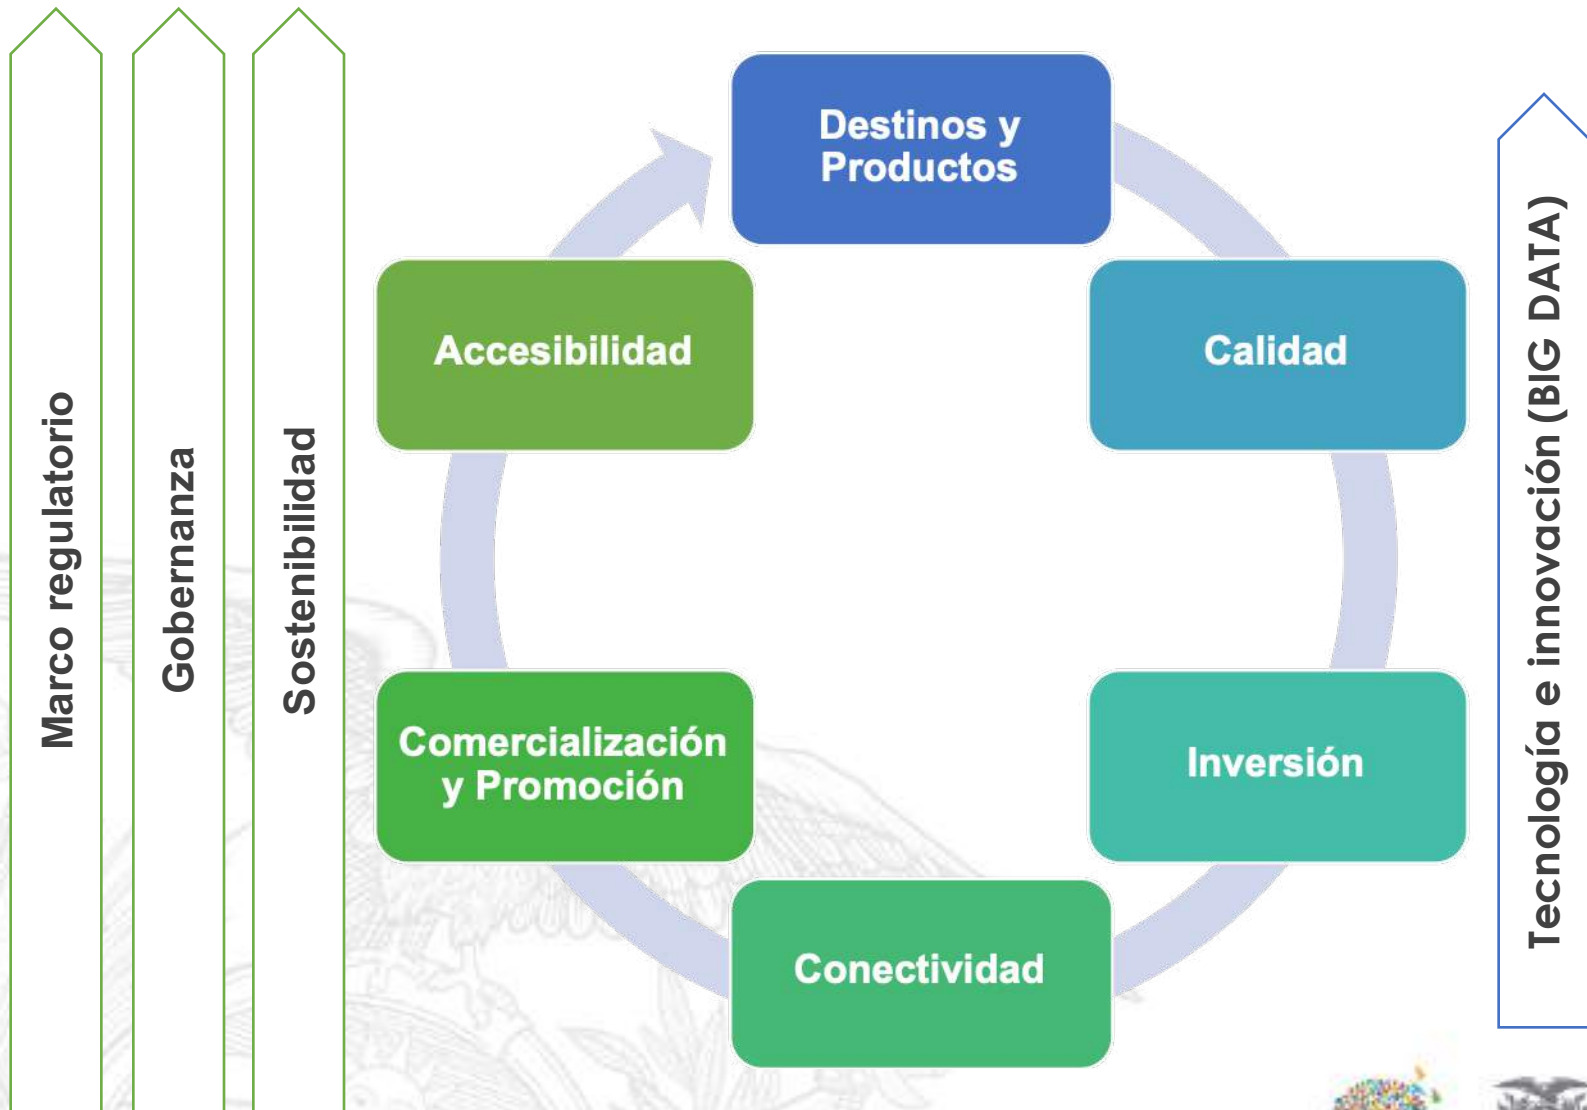 Marco regulatorio
Gobernanza
Sostenibilidad
Destinos y
Productos
Calidad
Inversión
Conectividad
Comercialización
y Promoción
Accesibilidad
Tecnología e innovación (BIG DATA)